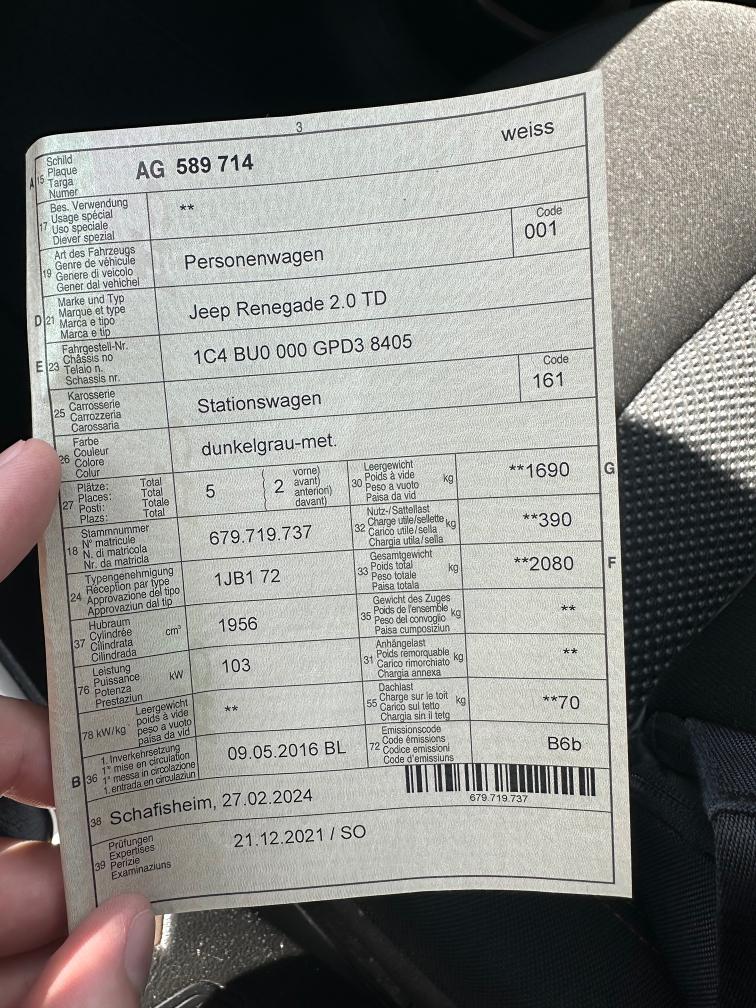 3
A 15 Schild
Plaque
Targa
Numer
AG 589 714
weiss
17 Bes. Verwendung
Usage spécial
Uso speciale
Diever spezial
**
19 Art des Fahrzeugs
Genre de véhicule
Genere di veicolo
Gener dal vehichel
Personenwagen
Code
001
D 21 Marke und Typ
Marque et type
Marca e tipo
Marca e tip
Jeep Renegade 2.0 TD
E 23 Fahrgestell-Nr.
Châssis no
Telaio n.
Schassis nr.
1C4 BU0 000 GPD3 8405
25 Karosserie
Carrosserie
Carrozzeria
Carossaria
Stationswagen
Code
161
26 Farbe
Couleur
Colore
Colur
dunkelgrau-met.
27 Plätze: Total
Places: Total
Posti: Totale
Plazs: Total
5
2 vorne)
avant)
anteriori)
davant)
30 Leergewicht
Poids à vide
Peso a vuoto
Paisa da vid
kg
**1690
G
18 Stammnummer
N° matricule
N. di matricola
Nr. da matricla
679.719.737
32 Nutz-/Sattellast
Charge utile/sellette
Carico utile/sella
Chargia utila/sella
kg
**390
24 Typengenehmigung
Réception par type
Approvazione del tipo
Approvaziun dal tip
1JB1 72
33 Gesamtgewicht
Poids total
Peso totale
Paisa totala
kg
**2080
F
37 Hubraum
Cylindrée
Cilindrata
Cilindrada
cm³
1956
35 Gewicht des Zuges
Poids de l'ensemble
Peso del convoglio
Paisa cumposiziun
kg
**
76 Leistung
Puissance
Potenza
Prestaziun
kW
103
31 Anhängelast
Poids remorquable
Carico rimorchiato
Chargia annexa
kg
**
78 kW/kg Leergewicht
poids à vide
peso a vuoto
paisa da vid
**
55 Dachlast
Charge sur le toit
Carico sul tetto
Chargia sin il tetg
kg
**70
B 36 1. Inverkehrsetzung
1re mise en circulation
1a messa in circolazione
1. entrada en circulaziun
09.05.2016 BL
72 Emissionscode
Code émissions
Codice emissioni
Code d'emissiuns
B6b
38 Schafisheim, 27.02.2024
679.719.737
39 Prüfungen
Expertises
Perizie
Examinaziuns
21.12.2021 / SO